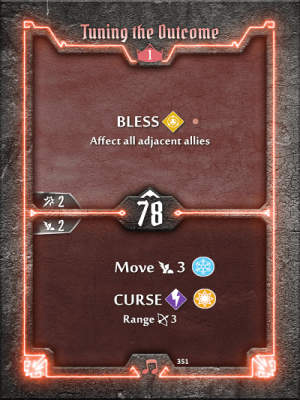 Tuning the Outcome
1
BLESS
Affect all adjacent allies
2
78
2
Move 3
CURSE
Range 3
351